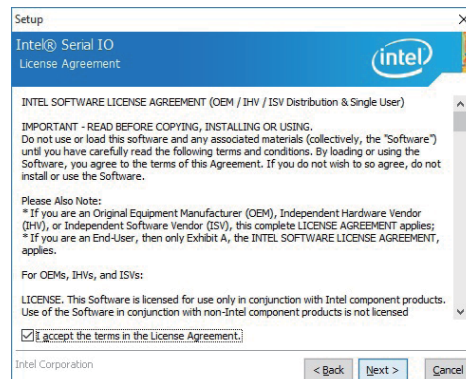 Setup
Intel® Serial IO
License Agreement
intel
INTEL SOFTWARE LICENSE AGREEMENT (OEM / IHV / ISV Distribution & Single User)
IMPORTANT - READ BEFORE COPYING, INSTALLING OR USING.
Do not use or load this software and any associated materials (collectively, the "Software")
until you have carefully read the following terms and conditions. By loading or using the
Software, you agree to the terms of this Agreement. If you do not wish to so agree, do not
install or use the Software.
Please Also Note:
* If you are an Original Equipment Manufacturer (OEM), Independent Hardware Vendor
(IHV), or Independent Software Vendor (ISV), this complete LICENSE AGREEMENT applies;
* If you are an End-User, then only Exhibit A, the INTEL SOFTWARE LICENSE AGREEMENT,
applies.
For OEMs, IHVs, and ISVs:
LICENSE. This Software is licensed for use only in conjunction with Intel component products.
Use of the Software in conjunction with non-Intel component products is not licensed
I accept the terms in the License Agreement.
Intel Corporation
< Back Next > Cancel